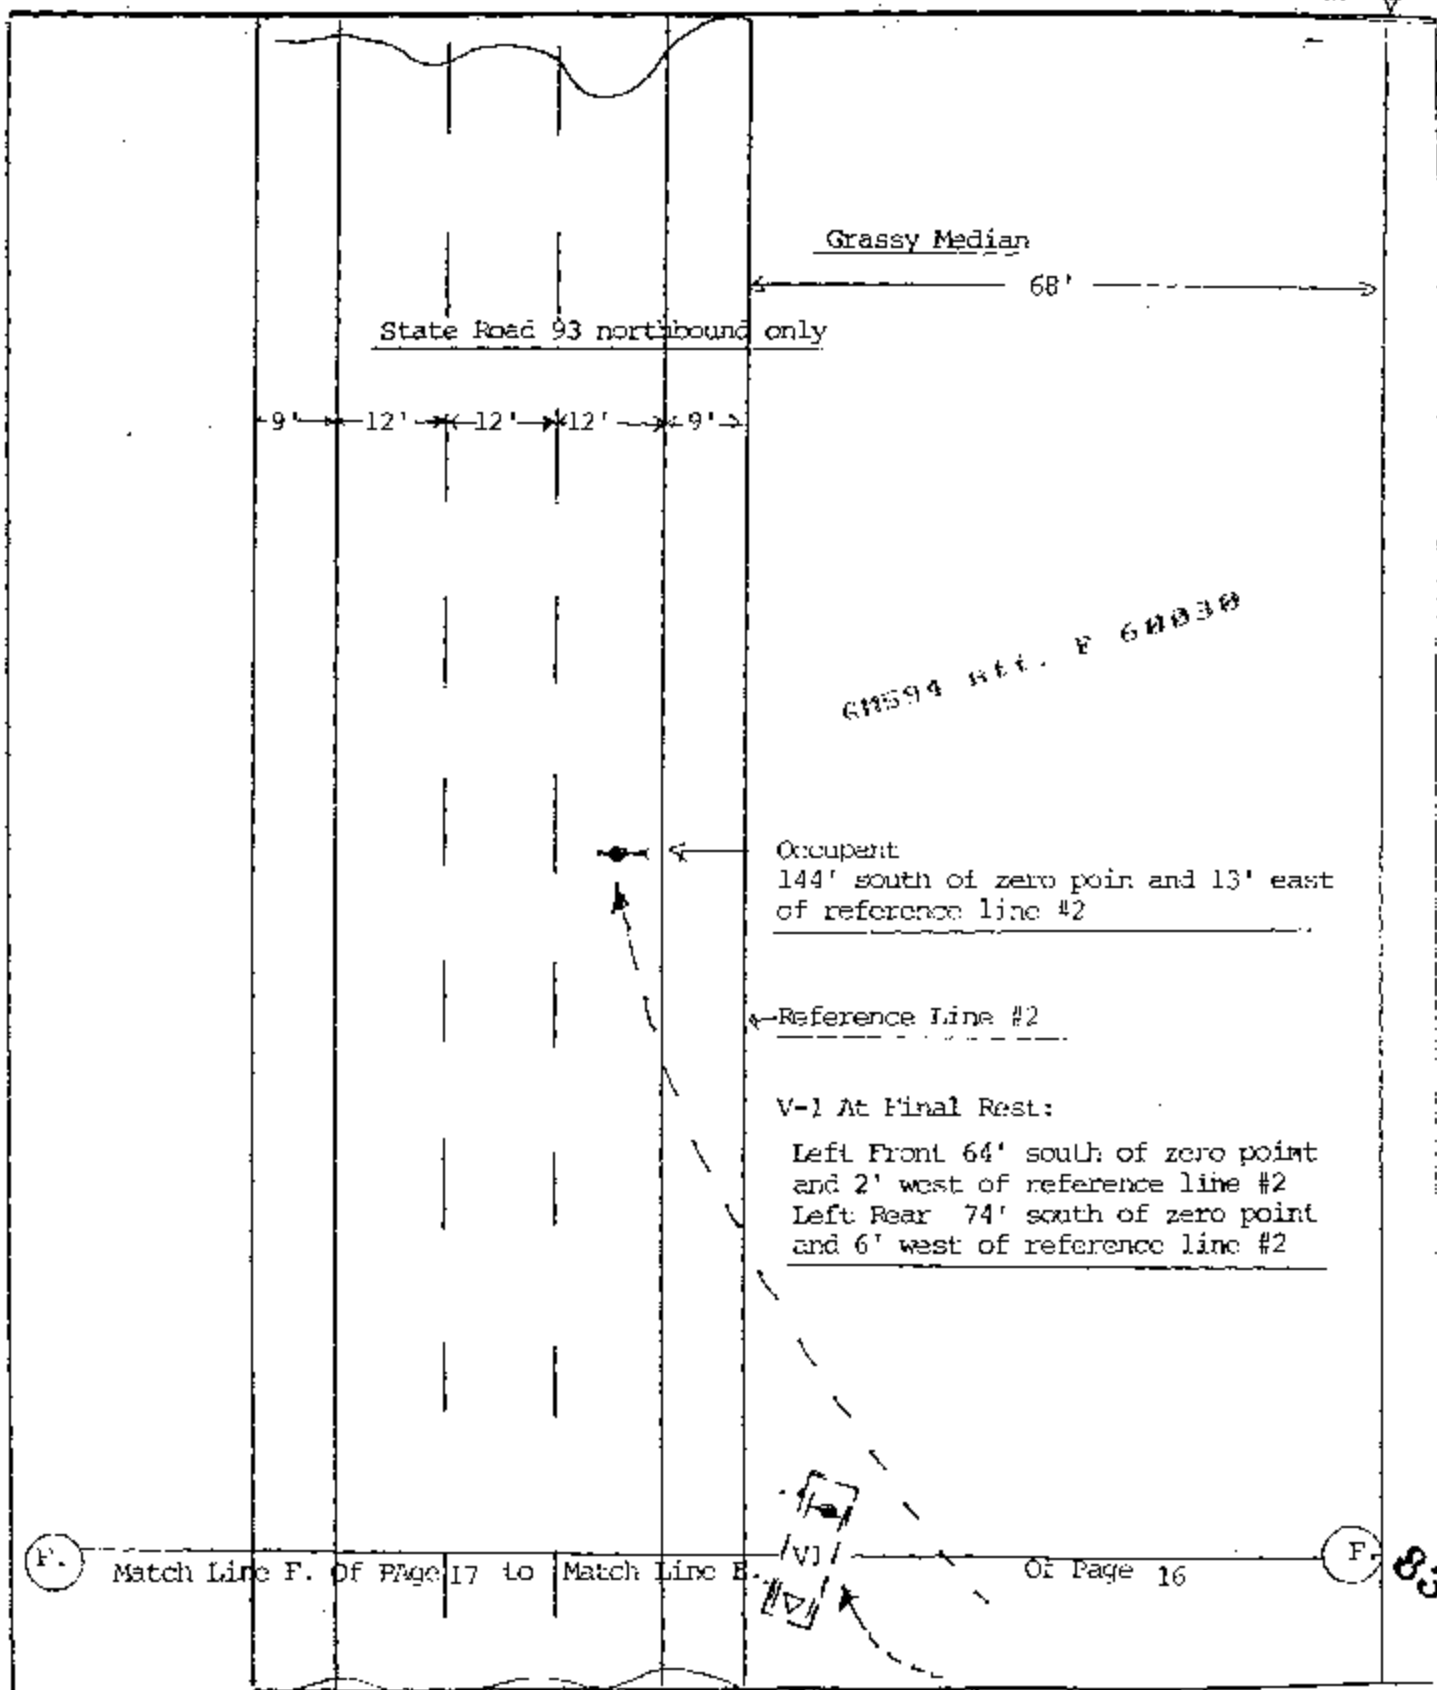 Grassy Median
68'
State Road 93 northbound only
9' 12' 12' 12' 9'
Occupant
144' south of zero poin and 13' east
of reference line #2
Reference Line #2
V-1 At Final Rest:
Left Front 64' south of zero point
and 2' west of reference line #2
Left Rear 74' south of zero point
and 6' west of reference line #2
V1
F. Match Line F. Of PAge 17 to Match Line Of Page 16 F.
83